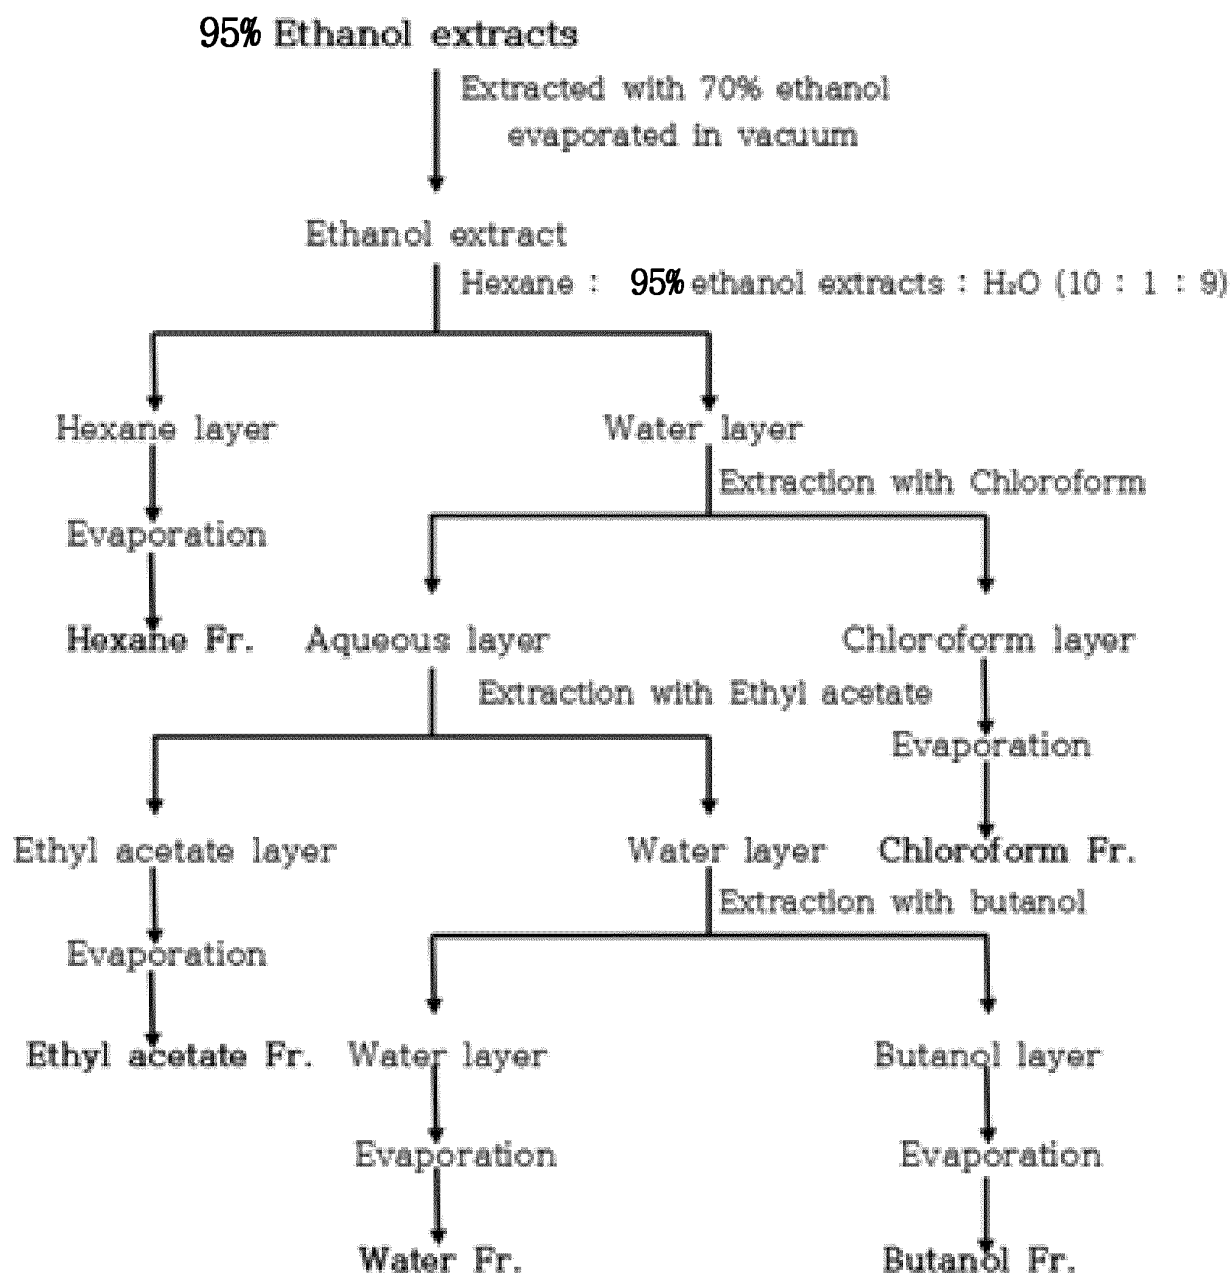 95% Ethanol extracts
Extracted with 70% ethanol
evaporated in vacuum
Ethanol extract
Hexane : 95% ethanol extracts : H₂O (10 : 1 : 9)
Hexane layer
Water layer
Extraction with Chloroform
Evaporation
Hexane Fr.
Aqueous layer
Chloroform layer
Extraction with Ethyl acetate
Evaporation
Ethyl acetate layer
Water layer
Chloroform Fr.
Extraction with butanol
Evaporation
Ethyl acetate Fr.
Water layer
Butanol layer
Evaporation
Evaporation
Water Fr.
Butanol Fr.